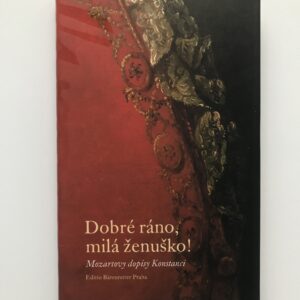 Dobré ráno,
milá ženuško!
Mozartovy dopisy Konstanci
Editio Bärenreiter Praha